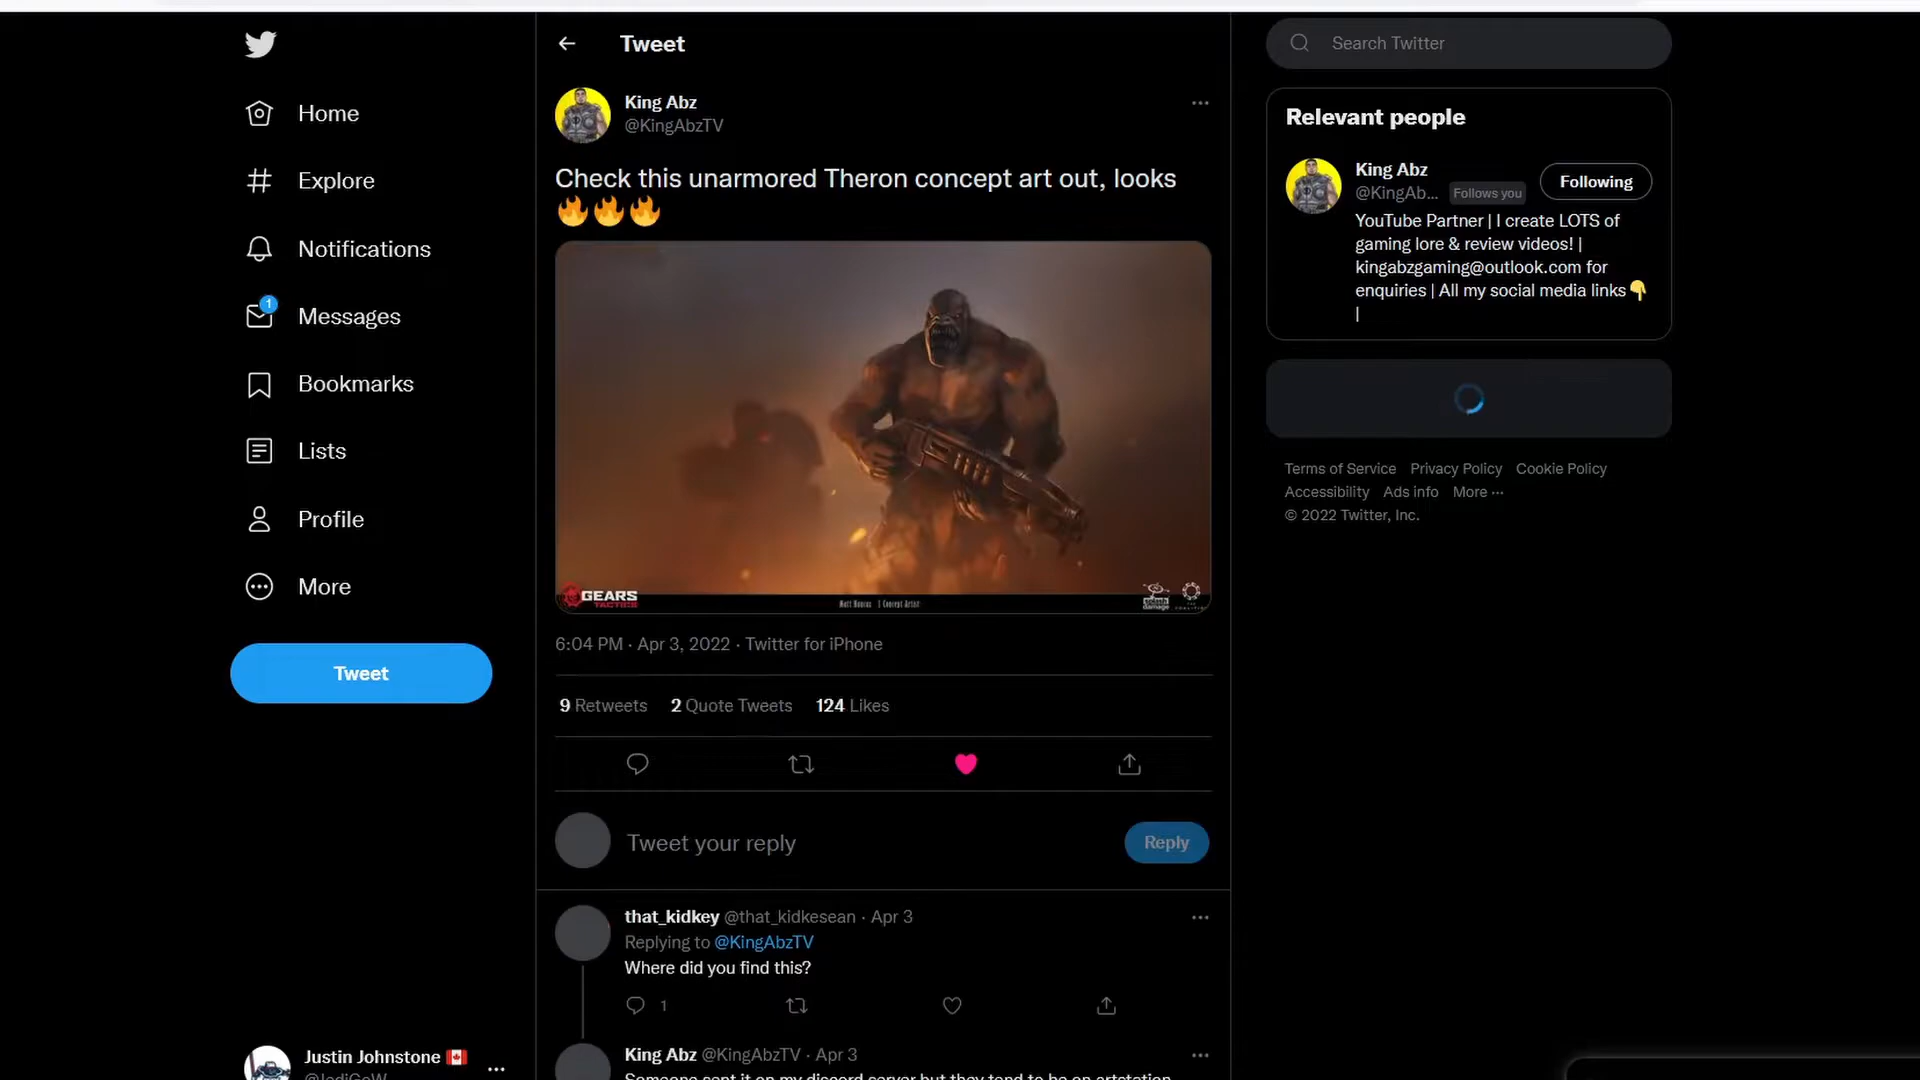 Home
Explore
Notifications
1
Messages
Bookmarks
Lists
Profile
More
Tweet
Justin Johnstone
@JediGoW
Tweet
King Abz
@KingAbzTV
Check this unarmored Theron concept art out, looks
🔥🔥🔥
GEARS
TACTICS
Concept Artist
splash
damage
6:04 PM · Apr 3, 2022 · Twitter for iPhone
9 Retweets 2 Quote Tweets 124 Likes
Tweet your reply
Reply
that_kidkey @that_kidkesean · Apr 3
Replying to @KingAbzTV
Where did you find this?
1
King Abz @KingAbzTV · Apr 3
Someone sent it on my discord server but they tend to be on artstation
Search Twitter
Relevant people
King Abz
@KingAb... Follows you
Following
YouTube Partner | I create LOTS of
gaming lore & review videos! |
kingabzgaming@outlook.com for
enquiries | All my social media links👇
|
Terms of Service Privacy Policy Cookie Policy
Accessibility Ads info More ···
© 2022 Twitter, Inc.